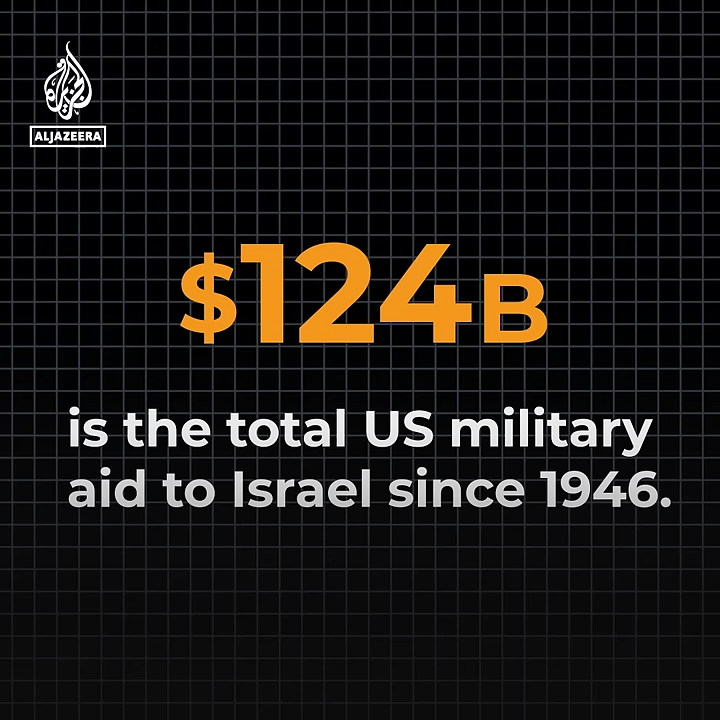 ALJAZEERA
$124B
is the total US military
aid to Israel since 1946.